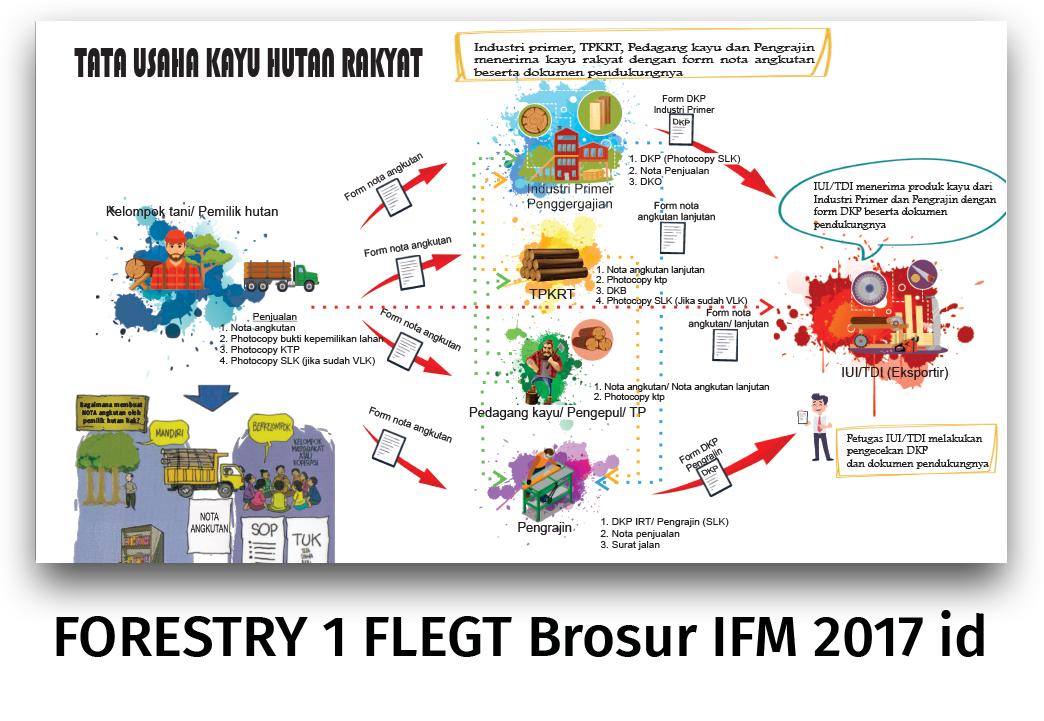 TATA USAHA KAYU HUTAN RAKYAT
Industri primer, TPKRT, Pedagang kayu dan Pengrajin
menerima kayu rakyat dengan form nota angkutan
beserta dokumen pendukungnya
Form DKP
Industri Primer
DKP
Form nota angkutan
1. DKP (Photocopy SLK)
2. Nota Penjualan
3. DKO
Industri Primer
Penggergajian
IUI/TDI menerima produk kayu dari
Industri Primer dan Pengrajin dengan
form DKP beserta dokumen
pendukungnya
Kelompok tani/ Pemilik hutan
Form nota
angkutan lanjutan
Form nota angkutan
1. Nota angkutan lanjutan
2. Photocopy ktp
3. DKB
4. Photocopy SLK (Jika sudah VLK)
TPKRT
Penjualan
1. Nota angkutan
2. Photocopy bukti kepemilikan lahan
3. Photocopy KTP
4. Photocopy SLK (jika sudah VLK)
Form nota angkutan
Form nota
angkutan/ lanjutan
IUI/TDI (Eksportir)
1. Nota angkutan/ Nota angkutan lanjutan
2. Photocopy ktp
Pedagang kayu/ Pengepul/ TP
Bagaimana membuat
NOTA angkutan oleh
pemilik hutan Hak?
MANDIRI
BERKELOMPOK
KELOMPOK
MASYARAKAT
ATAU
KOPERASI
Form nota angkutan
Form DKP
Pengrajin
DKP
Petugas IUI/TDI melakukan
pengecekan DKP
dan dokumen pendukungnya
Pengrajin
1. DKP IRT/ Pengrajin (SLK)
2. Nota penjualan
3. Surat jalan
NOTA
ANGKUTAN
SOP
TUK
FORESTRY 1 FLEGT Brosur IFM 2017 id